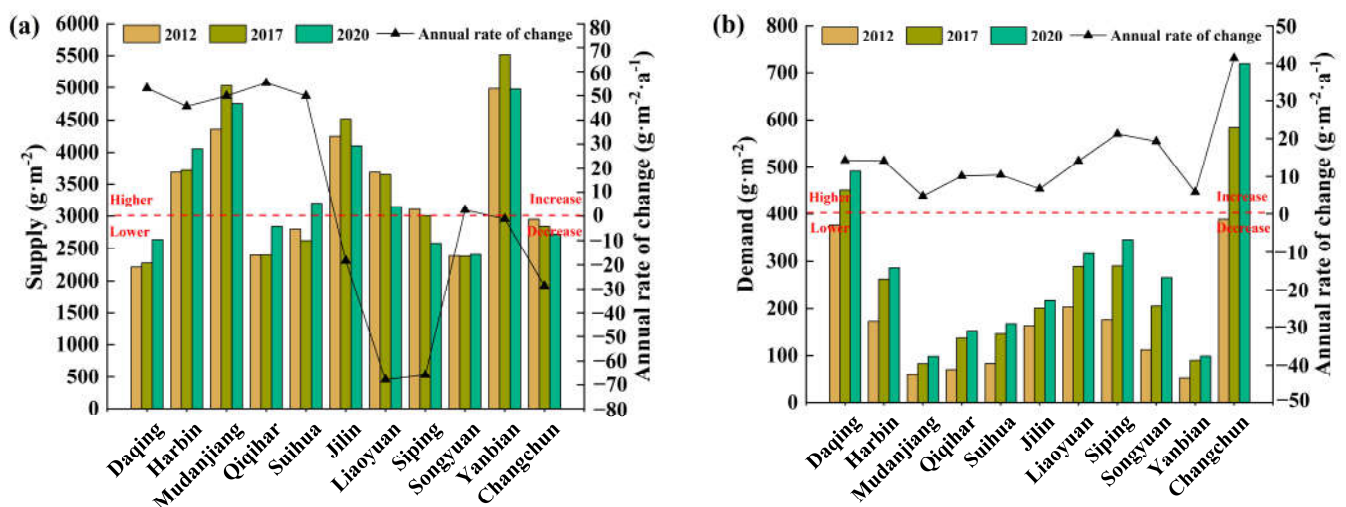 (a)
2012 2017 2020 Annual rate of change
Supply (g·m⁻²)
6000
5500
5000
4500
4000
3500
3000
2500
2000
1500
1000
500
0
Higher
Lower
Increase
Decrease
80
70
60
50
40
30
20
10
0
−10
−20
−30
−40
−50
−60
−70
−80
Annual rate of change (g·m⁻²·a⁻¹)
Daqing
Harbin
Mudanjiang
Qiqihar
Suihua
Jilin
Liaoyuan
Siping
Songyuan
Yanbian
Changchun
(b)
2012 2017 2020 Annual rate of change
Demand (g·m⁻²)
800
700
600
500
400
300
200
100
0
Higher
Lower
Increase
Decrease
50
40
30
20
10
0
−10
−20
−30
−40
−50
Annual rate of change (g·m⁻²·a⁻¹)
Daqing
Harbin
Mudanjiang
Qiqihar
Suihua
Jilin
Liaoyuan
Siping
Songyuan
Yanbian
Changchun